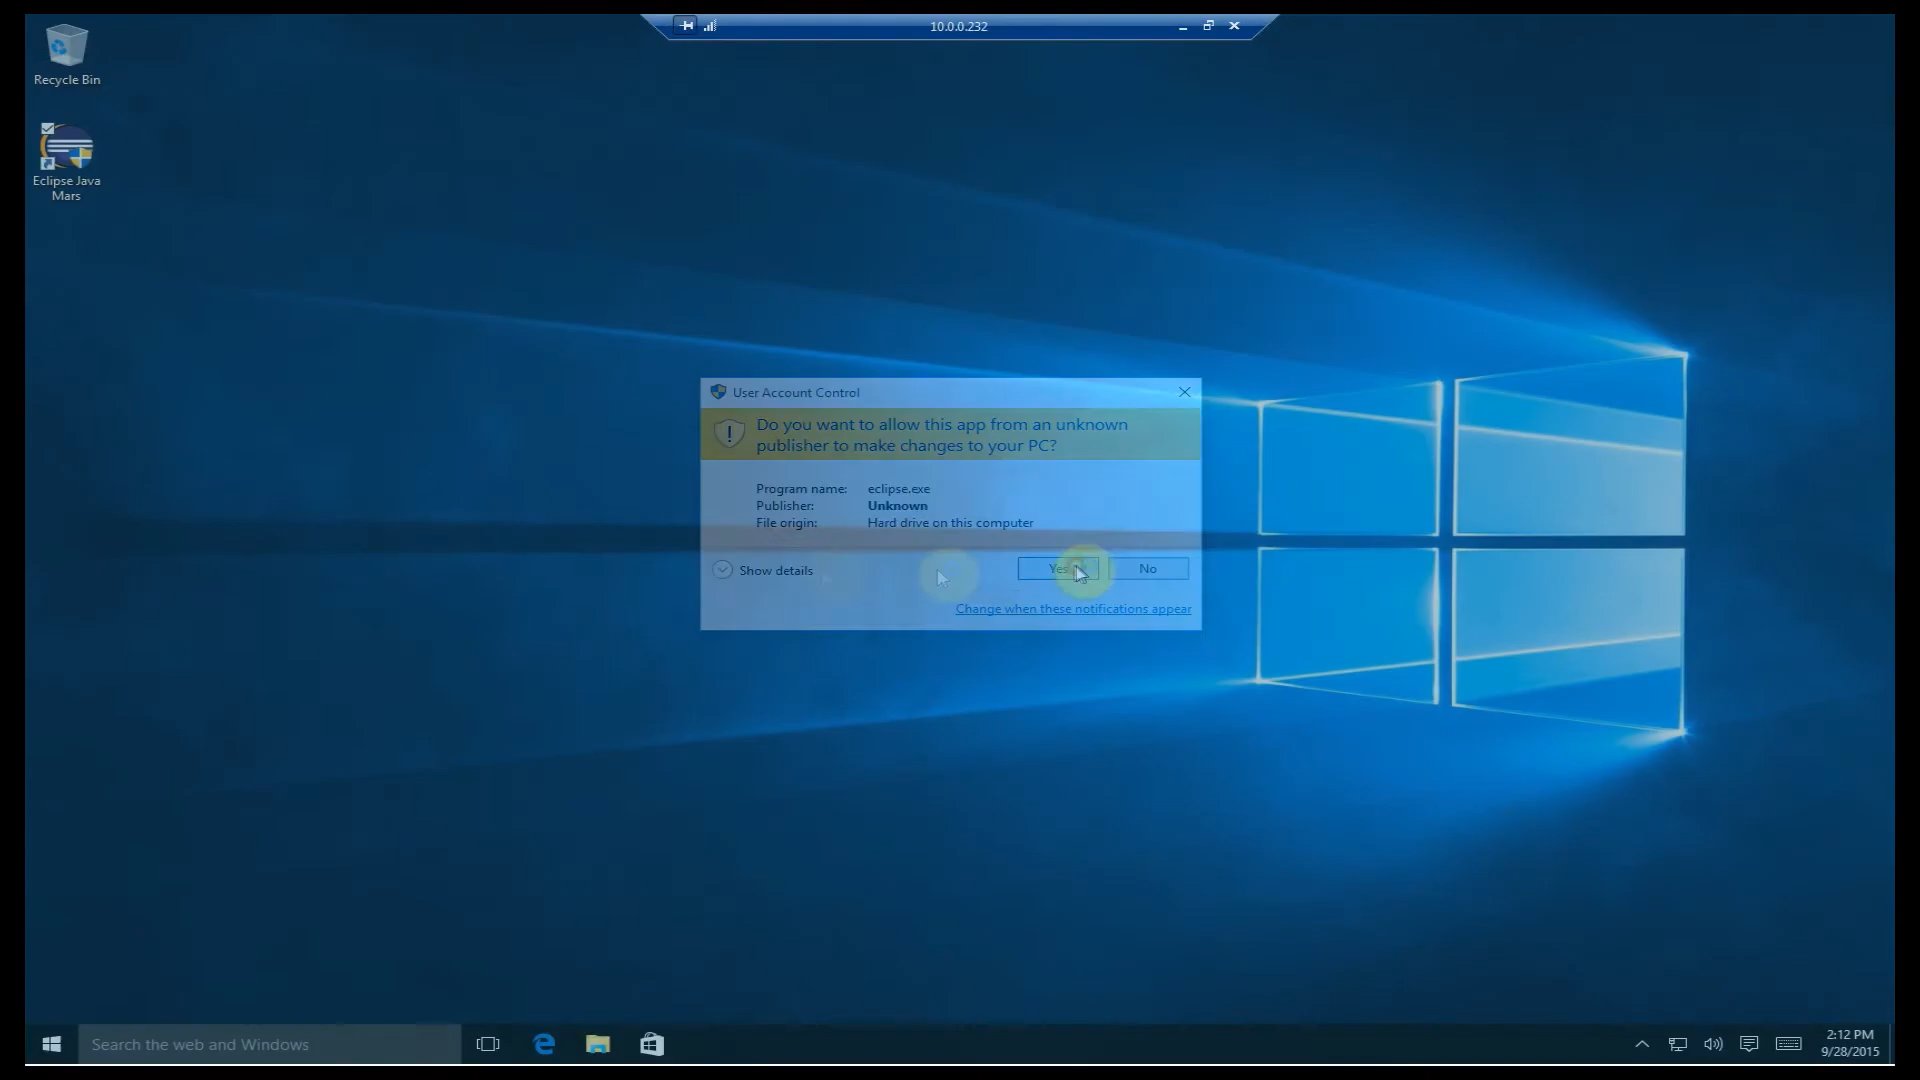 10.0.0.232
Recycle Bin
Eclipse Java
Mars
User Account Control
Do you want to allow this app from an unknown
publisher to make changes to your PC?
Program name: eclipse.exe
Publisher: Unknown
File origin: Hard drive on this computer
Show details
Yes
No
Change when these notifications appear
Search the web and Windows
2:12 PM
9/28/2015